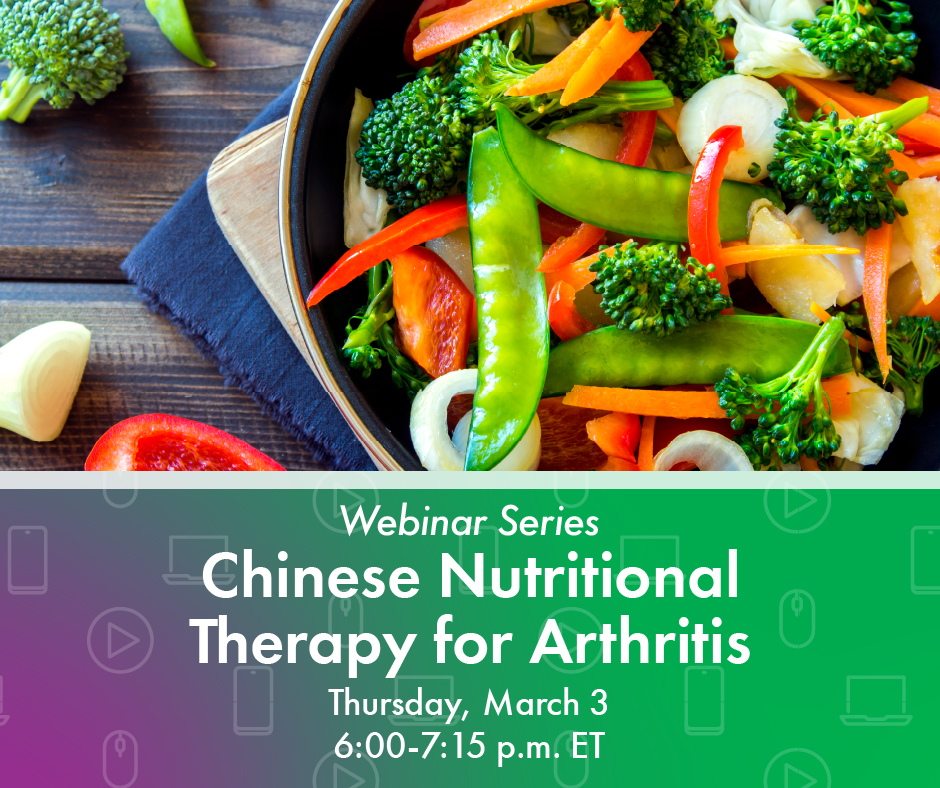 Webinar Series
Chinese Nutritional
Therapy for Arthritis
Thursday, March 3
6:00-7:15 p.m. ET